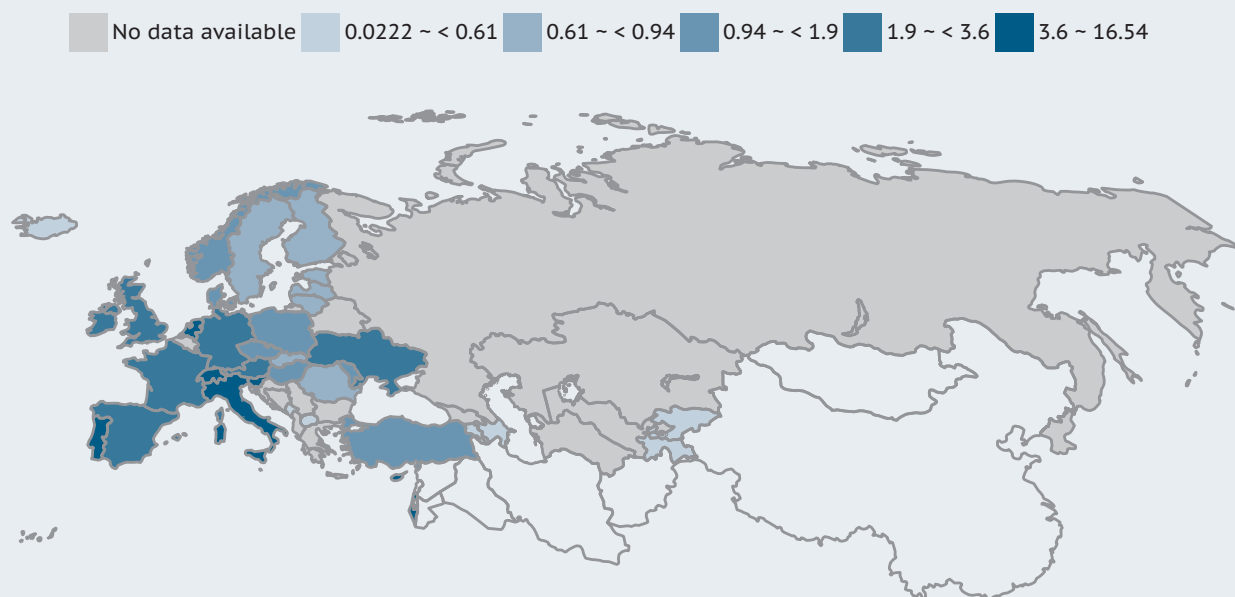 No data available 0.0222 ~ < 0.61 0.61 ~ < 0.94 0.94 ~ < 1.9 1.9 ~ < 3.6 3.6 ~ 16.54